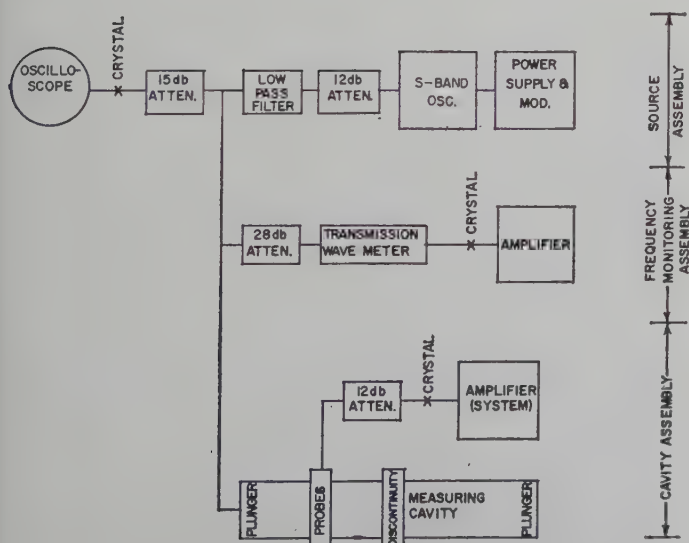 OSCILLO-
SCOPE
CRYSTAL
15db
ATTEN.
LOW
PASS
FILTER
12db
ATTEN.
S-BAND
OSC.
POWER
SUPPLY &
MOD.
SOURCE
ASSEMBLY
28db
ATTEN.
TRANSMISSION
WAVE METER
CRYSTAL
AMPLIFIER
FREQUENCY
MONITORING
ASSEMBLY
12db
ATTEN.
CRYSTAL
AMPLIFIER
(SYSTEM)
PLUNGER
PROBES
DISCONTINUITY
MEASURING
CAVITY
PLUNGER
CAVITY ASSEMBLY